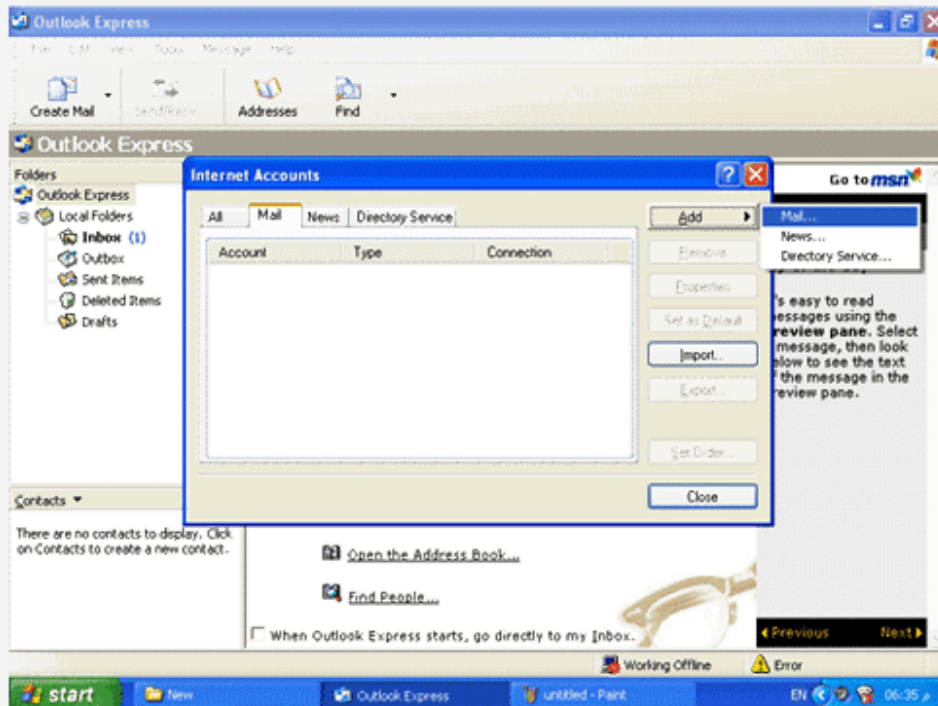 Outlook Express
File Edit View Tools Message Help
Create Mail
Send/Recv
Addresses
Find
Outlook Express
Folders
Outlook Express
Local Folders
Inbox (1)
Outbox
Sent Items
Deleted Items
Drafts
Contacts
There are no contacts to display. Click
on Contacts to create a new contact.
Internet Accounts
All
Mail
News
Directory Service
Account
Type
Connection
Add
Remove
Properties
Set as Default
Import...
Export...
Set Order...
Close
Mail...
News...
Directory Service...
Go to msn
's easy to read
essages using the
review pane. Select
message, then look
elow to see the text
f the message in the
review pane.
Open the Address Book...
Find People...
When Outlook Express starts, go directly to my Inbox.
Previous
Next
Working Offline
Error
start
New
Outlook Express
untitled - Paint
EN
06:35 م